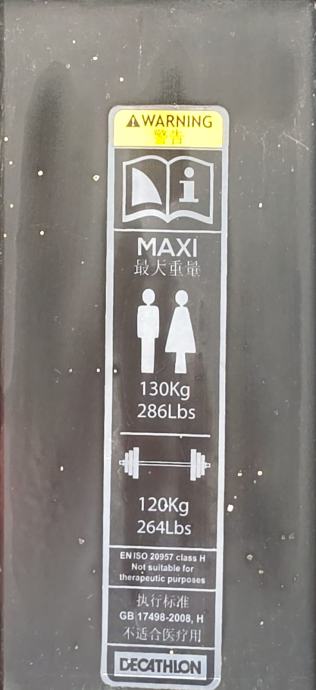 WARNING
警告
i
MAXI
最大重量
130Kg
286Lbs
120Kg
264Lbs
EN ISO 20957 class H
Not suitable for
therapeutic purposes
执行标准
GB 17498-2008, H
不适合医疗用
DECATHLON